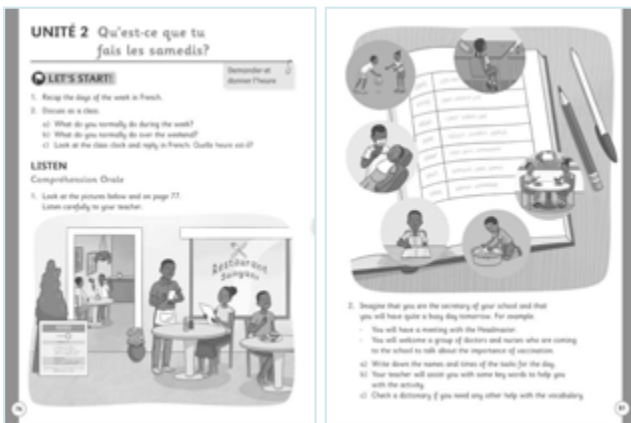 UNITÉ 2 Qu'est-ce que tu
fais les samedis?
Demander et
donner l'heure
LET'S START!
1. Recap the days of the week in French.
2. Discuss as a class.
a) What do you normally do during the week?
b) What do you normally do over the weekend?
c) Look at the class clock and reply in French. Quelle heure est-il?
LISTEN
Compréhension Orale
1. Look at the pictures below and on page 77.
Listen carefully to your teacher.
Restaurant
2. Imagine that you are the secretary of your school and that
you will have quite a busy day tomorrow. For example:
- You will have a meeting with the Headmaster.
- You will welcome a group of doctors and nurses who are coming
to the school to talk about the importance of vaccination.
a) Write down the names and times of the tasks for the day.
b) Your teacher will assist you with some key words to help you
with the activity.
c) Check a dictionary if you need any other help with the vocabulary.